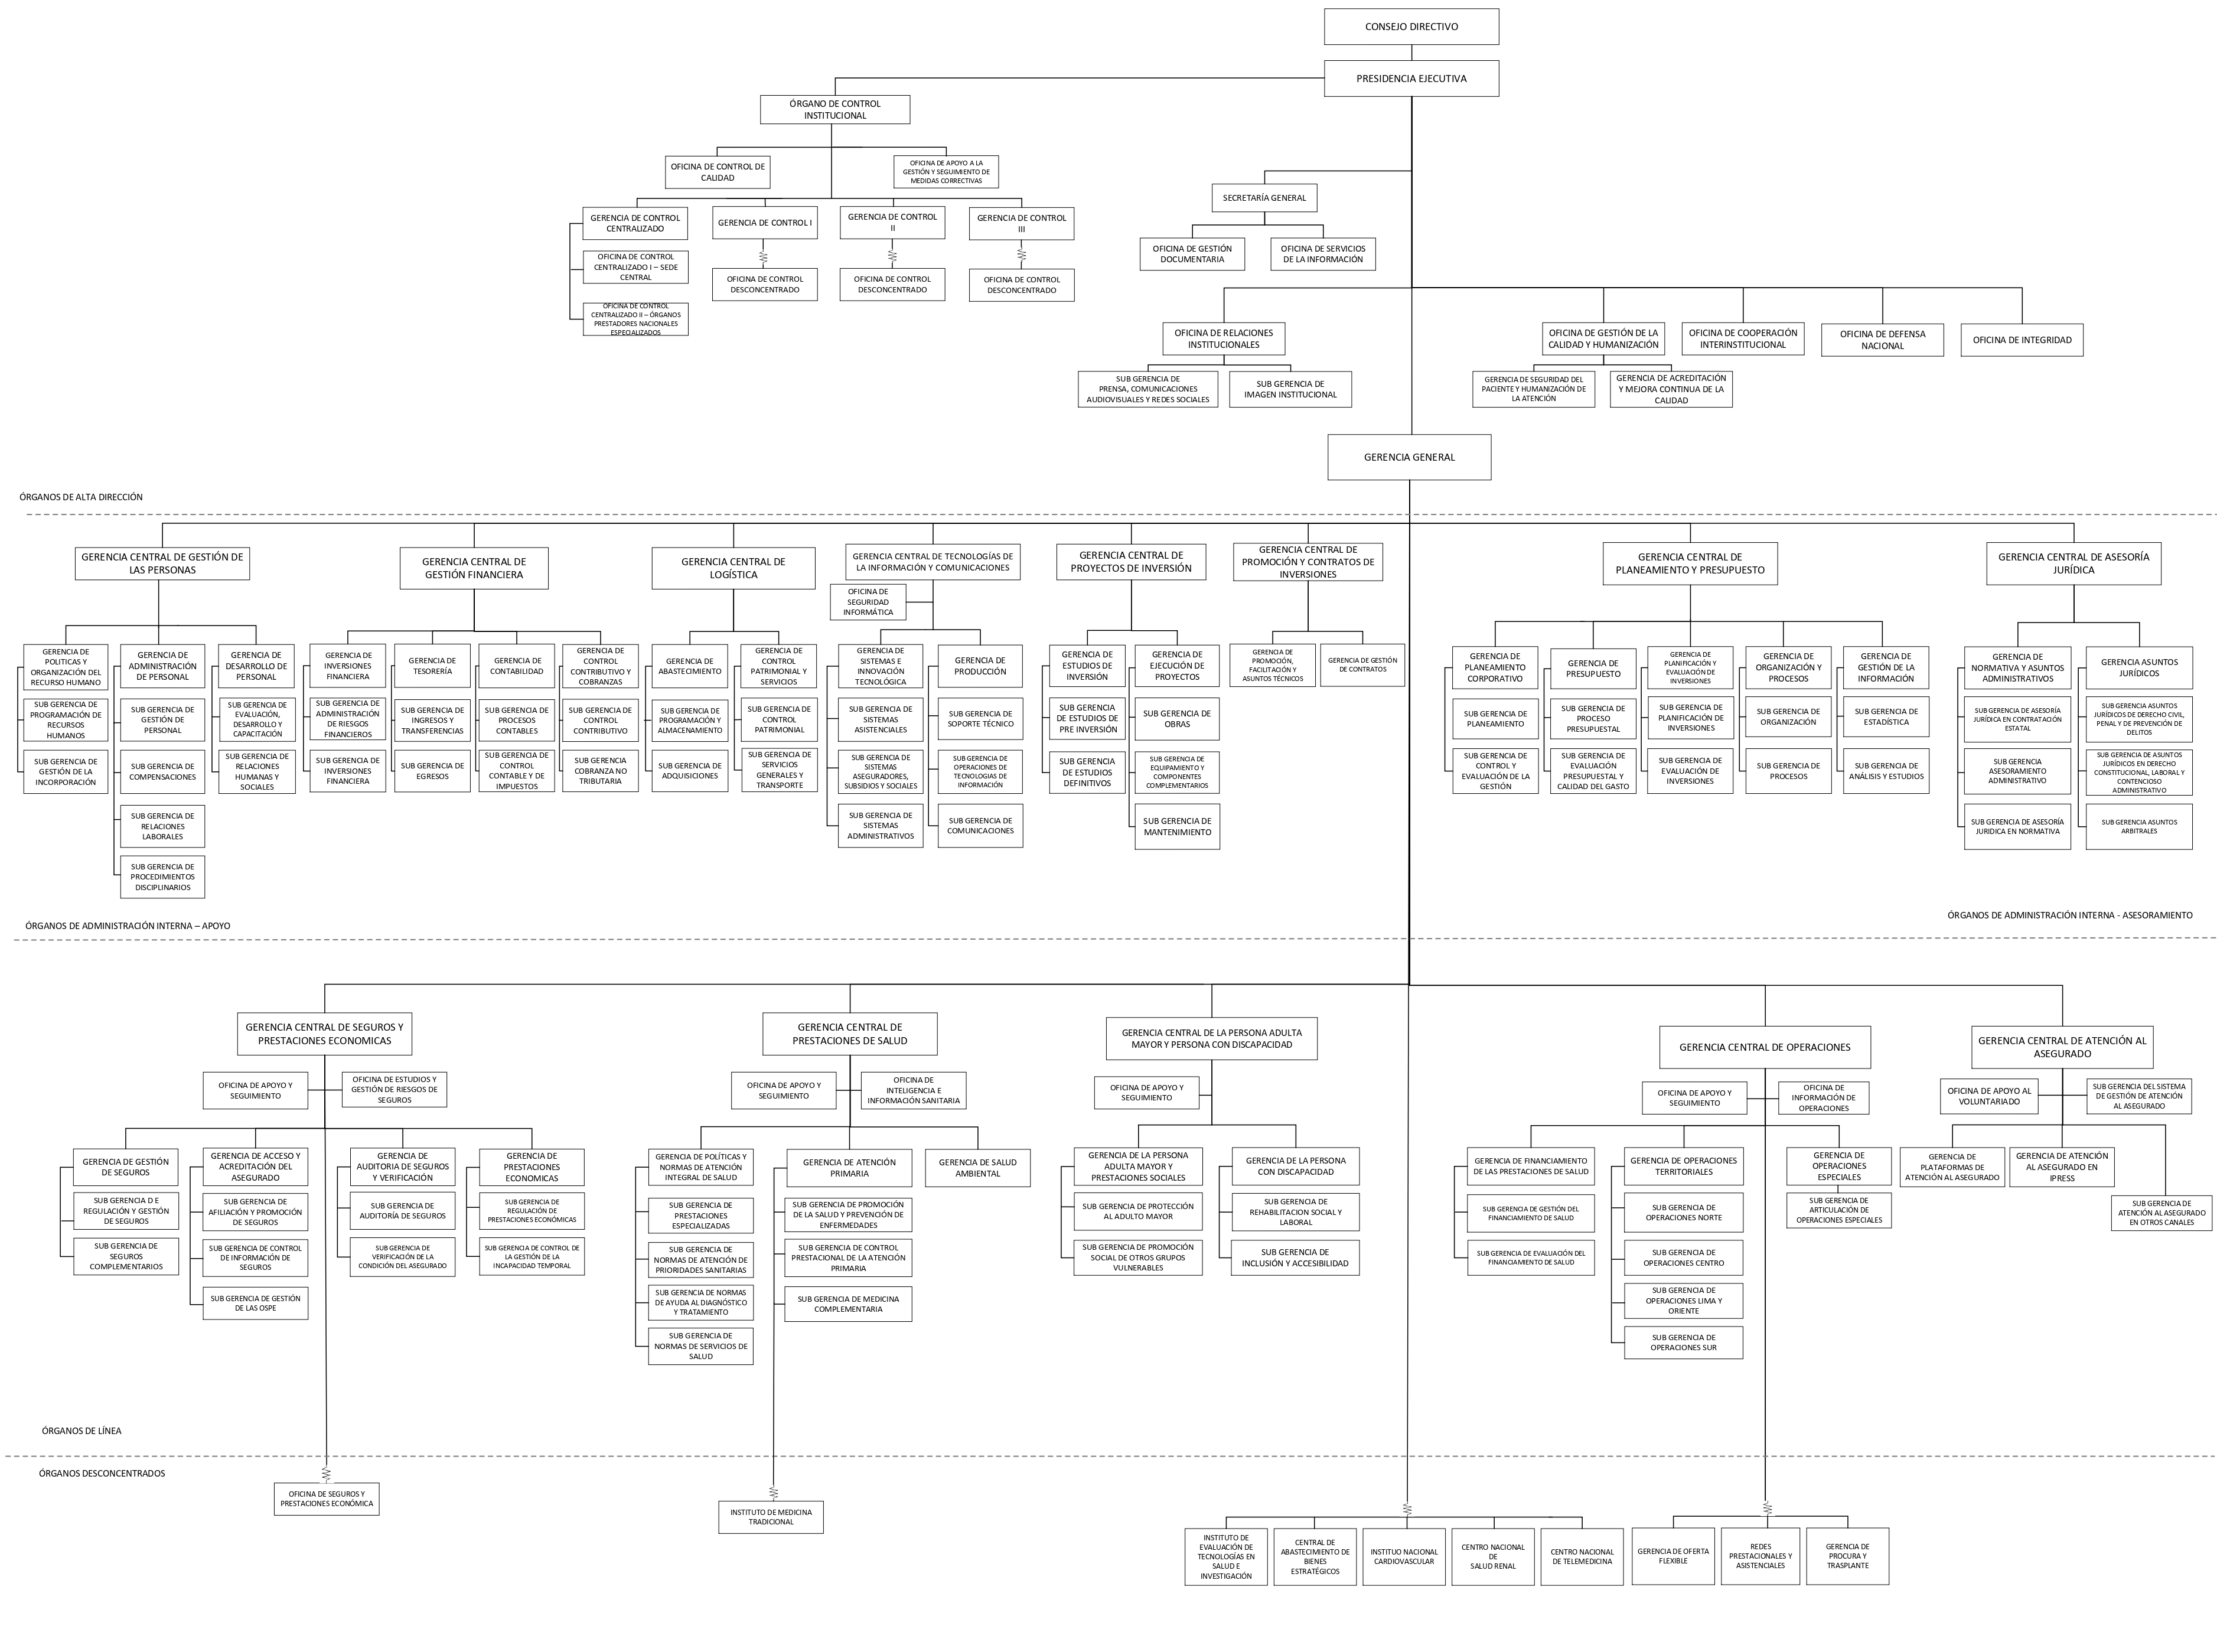 CONSEJO DIRECTIVO
PRESIDENCIA EJECUTIVA
ÓRGANO DE CONTROL
INSTITUCIONAL
OFICINA DE CONTROL DE
CALIDAD
OFICINA DE APOYO A LA
GESTIÓN Y SEGUIMIENTO DE
MEDIDAS CORRECTIVAS
GERENCIA DE CONTROL
CENTRALIZADO
GERENCIA DE CONTROL I
GERENCIA DE CONTROL
II
GERENCIA DE CONTROL
III
OFICINA DE CONTROL
CENTRALIZADO I – SEDE
CENTRAL
OFICINA DE CONTROL
DESCONCENTRADO
OFICINA DE CONTROL
DESCONCENTRADO
OFICINA DE CONTROL
DESCONCENTRADO
OFICINA DE CONTROL
CENTRALIZADO II – ÓRGANOS
PRESTADORES NACIONALES
ESPECIALIZADOS
SECRETARÍA GENERAL
OFICINA DE GESTIÓN
DOCUMENTARIA
OFICINA DE SERVICIOS
DE LA INFORMACIÓN
OFICINA DE RELACIONES
INSTITUCIONALES
OFICINA DE GESTIÓN DE LA
CALIDAD Y HUMANIZACIÓN
OFICINA DE COOPERACIÓN
INTERINSTITUCIONAL
OFICINA DE DEFENSA
NACIONAL
OFICINA DE INTEGRIDAD
SUB GERENCIA DE
PRENSA, COMUNICACIONES
AUDIOVISUALES Y REDES SOCIALES
SUB GERENCIA DE
IMAGEN INSTITUCIONAL
GERENCIA DE SEGURIDAD DEL
PACIENTE Y HUMANIZACIÓN DE
LA ATENCIÓN
GERENCIA DE ACREDITACIÓN
Y MEJORA CONTINUA DE LA
CALIDAD
GERENCIA GENERAL
ÓRGANOS DE ALTA DIRECCIÓN
GERENCIA CENTRAL DE GESTIÓN DE
LAS PERSONAS
GERENCIA CENTRAL DE
GESTIÓN FINANCIERA
GERENCIA CENTRAL DE
LOGÍSTICA
GERENCIA CENTRAL DE TECNOLOGÍAS DE
LA INFORMACIÓN Y COMUNICACIONES
GERENCIA CENTRAL DE
PROYECTOS DE INVERSIÓN
GERENCIA CENTRAL DE
PROMOCIÓN Y CONTRATOS DE
INVERSIONES
GERENCIA CENTRAL DE
PLANEAMIENTO Y PRESUPUESTO
GERENCIA CENTRAL DE ASESORÍA
JURÍDICA
OFICINA DE
SEGURIDAD
INFORMÁTICA
GERENCIA DE
POLITICAS Y
ORGANIZACIÓN DEL
RECURSO HUMANO
GERENCIA DE
ADMINISTRACIÓN
DE PERSONAL
GERENCIA DE
DESARROLLO DE
PERSONAL
GERENCIA DE
INVERSIONES
FINANCIERA
GERENCIA DE
TESORERÍA
GERENCIA DE
CONTABILIDAD
GERENCIA DE
CONTROL
CONTRIBUTIVO Y
COBRANZAS
GERENCIA DE
ABASTECIMIENTO
GERENCIA DE
CONTROL
PATRIMONIAL Y
SERVICIOS
GERENCIA DE
SISTEMAS E
INNOVACIÓN
TECNOLÓGICA
GERENCIA DE
PRODUCCIÓN
GERENCIA DE
ESTUDIOS DE
INVERSIÓN
GERENCIA DE
EJECUCIÓN DE
PROYECTOS
GERENCIA DE
PROMOCIÓN,
FACILITACIÓN Y
ASUNTOS TÉCNICOS
GERENCIA DE GESTIÓN
DE CONTRATOS
GERENCIA DE
PLANEAMIENTO
CORPORATIVO
GERENCIA DE
PRESUPUESTO
GERENCIA DE
PLANIFICACIÓN Y
EVALUACIÓN DE
INVERSIONES
GERENCIA DE
ORGANIZACIÓN Y
PROCESOS
GERENCIA DE
GESTIÓN DE LA
INFORMACIÓN
GERENCIA DE
NORMATIVA Y ASUNTOS
ADMINISTRATIVOS
GERENCIA ASUNTOS
JURÍDICOS
SUB GERENCIA DE
PROGRAMACIÓN DE
RECURSOS
HUMANOS
SUB GERENCIA DE
GESTIÓN DE
PERSONAL
SUB GERENCIA DE
EVALUACIÓN,
DESARROLLO Y
CAPACITACIÓN
SUB GERENCIA DE
ADMINISTRACIÓN
DE RIESGOS
FINANCIEROS
SUB GERENCIA DE
INGRESOS Y
TRANSFERENCIAS
SUB GERENCIA DE
PROCESOS
CONTABLES
SUB GERENCIA DE
CONTROL
CONTRIBUTIVO
SUB GERENCIA DE
PROGRAMACIÓN Y
ALMACENAMIENTO
SUB GERENCIA DE
CONTROL
PATRIMONIAL
SUB GERENCIA DE
SISTEMAS
ASISTENCIALES
SUB GERENCIA DE
SOPORTE TÉCNICO
SUB GERENCIA
DE ESTUDIOS DE
PRE INVERSIÓN
SUB GERENCIA DE
OBRAS
SUB GERENCIA DE
PLANEAMIENTO
SUB GERENCIA DE
PROCESO
PRESUPUESTAL
SUB GERENCIA DE
PLANIFICACIÓN DE
INVERSIONES
SUB GERENCIA DE
ORGANIZACIÓN
SUB GERENCIA DE
ESTADÍSTICA
SUB GERENCIA DE ASESORÍA
JURÍDICA EN CONTRATACIÓN
ESTATAL
SUB GERENCIA ASUNTOS
JURÍDICOS DE DERECHO CIVIL,
PENAL Y DE PREVENCIÓN DE
DELITOS
SUB GERENCIA DE
GESTIÓN DE LA
INCORPORACIÓN
SUB GERENCIA DE
COMPENSACIONES
SUB GERENCIA DE
RELACIONES
HUMANAS Y
SOCIALES
SUB GERENCIA DE
INVERSIONES
FINANCIERA
SUB GERENCIA DE
EGRESOS
SUB GERENCIA DE
CONTROL
CONTABLE Y DE
IMPUESTOS
SUB GERENCIA
COBRANZA NO
TRIBUTARIA
SUB GERENCIA DE
ADQUISICIONES
SUB GERENCIA DE
SERVICIOS
GENERALES Y
TRANSPORTE
SUB GERENCIA DE
SISTEMAS
ASEGURADORES,
SUBSIDIOS Y SOCIALES
SUB GERENCIA DE
OPERACIONES DE
TECNOLOGIAS DE
INFORMACIÓN
SUB GERENCIA
DE ESTUDIOS
DEFINITIVOS
SUB GERENCIA DE
EQUIPAMIENTO Y
COMPONENTES
COMPLEMENTARIOS
SUB GERENCIA DE
CONTROL Y
EVALUACIÓN DE LA
GESTIÓN
SUB GERENCIA DE
EVALUACIÓN
PRESUPUESTAL Y
CALIDAD DEL GASTO
SUB GERENCIA DE
EVALUACIÓN DE
INVERSIONES
SUB GERENCIA DE
PROCESOS
SUB GERENCIA DE
ANÁLISIS Y ESTUDIOS
SUB GERENCIA
ASESORAMIENTO
ADMINISTRATIVO
SUB GERENCIA DE ASUNTOS
JURÍDICOS EN DERECHO
CONSTITUCIONAL, LABORAL Y
CONTENCIOSO
ADMINISTRATIVO
SUB GERENCIA DE
RELACIONES
LABORALES
SUB GERENCIA DE
SISTEMAS
ADMINISTRATIVOS
SUB GERENCIA DE
COMUNICACIONES
SUB GERENCIA DE
MANTENIMIENTO
SUB GERENCIA DE ASESORÍA
JURIDICA EN NORMATIVA
SUB GERENCIA ASUNTOS
ARBITRALES
SUB GERENCIA DE
PROCEDIMIENTOS
DISCIPLINARIOS
ÓRGANOS DE ADMINISTRACIÓN INTERNA – APOYO
ÓRGANOS DE ADMINISTRACIÓN INTERNA - ASESORAMIENTO
GERENCIA CENTRAL DE SEGUROS Y
PRESTACIONES ECONOMICAS
GERENCIA CENTRAL DE
PRESTACIONES DE SALUD
GERENCIA CENTRAL DE LA PERSONA ADULTA
MAYOR Y PERSONA CON DISCAPACIDAD
GERENCIA CENTRAL DE OPERACIONES
GERENCIA CENTRAL DE ATENCIÓN AL
ASEGURADO
OFICINA DE APOYO Y
SEGUIMIENTO
OFICINA DE ESTUDIOS Y
GESTIÓN DE RIESGOS DE
SEGUROS
OFICINA DE APOYO Y
SEGUIMIENTO
OFICINA DE
INTELIGENCIA E
INFORMACIÓN SANITARIA
OFICINA DE APOYO Y
SEGUIMIENTO
OFICINA DE APOYO Y
SEGUIMIENTO
OFICINA DE
INFORMACIÓN DE
OPERACIONES
OFICINA DE APOYO AL
VOLUNTARIADO
SUB GERENCIA DEL SISTEMA
DE GESTIÓN DE ATENCIÓN
AL ASEGURADO
GERENCIA DE GESTIÓN
DE SEGUROS
GERENCIA DE ACCESO Y
ACREDITACIÓN DEL
ASEGURADO
GERENCIA DE
AUDITORIA DE SEGUROS
Y VERIFICACIÓN
GERENCIA DE
PRESTACIONES
ECONOMICAS
GERENCIA DE POLÍTICAS Y
NORMAS DE ATENCIÓN
INTEGRAL DE SALUD
GERENCIA DE ATENCIÓN
PRIMARIA
GERENCIA DE SALUD
AMBIENTAL
GERENCIA DE LA PERSONA
ADULTA MAYOR Y
PRESTACIONES SOCIALES
GERENCIA DE LA PERSONA
CON DISCAPACIDAD
GERENCIA DE FINANCIAMIENTO
DE LAS PRESTACIONES DE SALUD
GERENCIA DE OPERACIONES
TERRITORIALES
GERENCIA DE
OPERACIONES
ESPECIALES
GERENCIA DE
PLATAFORMAS DE
ATENCIÓN AL ASEGURADO
GERENCIA DE ATENCIÓN
AL ASEGURADO EN
IPRESS
SUB GERENCIA D E
REGULACIÓN Y GESTIÓN
DE SEGUROS
SUB GERENCIA DE
AFILIACIÓN Y PROMOCIÓN
DE SEGUROS
SUB GERENCIA DE
AUDITORÍA DE SEGUROS
SUB GERENCIA DE
REGULACIÓN DE
PRESTACIONES ECONÓMICAS
SUB GERENCIA DE
PRESTACIONES
ESPECIALIZADAS
SUB GERENCIA DE PROMOCIÓN
DE LA SALUD Y PREVENCIÓN DE
ENFERMEDADES
SUB GERENCIA DE PROTECCIÓN
AL ADULTO MAYOR
SUB GERENCIA DE
REHABILITACION SOCIAL Y
LABORAL
SUB GERENCIA DE GESTIÓN DEL
FINANCIAMIENTO DE SALUD
SUB GERENCIA DE
OPERACIONES NORTE
SUB GERENCIA DE
ARTICULACIÓN DE
OPERACIONES ESPECIALES
SUB GERENCIA DE
ATENCIÓN AL ASEGURADO
EN OTROS CANALES
SUB GERENCIA DE
SEGUROS
COMPLEMENTARIOS
SUB GERENCIA DE CONTROL
DE INFORMACIÓN DE
SEGUROS
SUB GERENCIA DE
VERIFICACIÓN DE LA
CONDICIÓN DEL ASEGURADO
SUB GERENCIA DE CONTROL DE
LA GESTIÓN DE LA
INCAPACIDAD TEMPORAL
SUB GERENCIA DE
NORMAS DE ATENCIÓN DE
PRIORIDADES SANITARIAS
SUB GERENCIA DE CONTROL
PRESTACIONAL DE LA ATENCIÓN
PRIMARIA
SUB GERENCIA DE PROMOCIÓN
SOCIAL DE OTROS GRUPOS
VULNERABLES
SUB GERENCIA DE
INCLUSIÓN Y ACCESIBILIDAD
SUB GERENCIA DE EVALUACIÓN DEL
FINANCIAMIENTO DE SALUD
SUB GERENCIA DE
OPERACIONES CENTRO
SUB GERENCIA DE GESTIÓN
DE LAS OSPE
SUB GERENCIA DE NORMAS
DE AYUDA AL DIAGNÓSTICO
Y TRATAMIENTO
SUB GERENCIA DE MEDICINA
COMPLEMENTARIA
SUB GERENCIA DE
OPERACIONES LIMA Y
ORIENTE
SUB GERENCIA DE
NORMAS DE SERVICIOS DE
SALUD
SUB GERENCIA DE
OPERACIONES SUR
ÓRGANOS DE LÍNEA
ÓRGANOS DESCONCENTRADOS
OFICINA DE SEGUROS Y
PRESTACIONES ECONÓMICA
INSTITUTO DE MEDICINA
TRADICIONAL
INSTITUTO DE
EVALUACIÓN DE
TECNOLOGÍAS EN
SALUD E
INVESTIGACIÓN
CENTRAL DE
ABASTECIMIENTO DE
BIENES
ESTRATÉGICOS
INSTITUO NACIONAL
CARDIOVASCULAR
CENTRO NACIONAL
DE
SALUD RENAL
CENTRO NACIONAL
DE TELEMEDICINA
GERENCIA DE OFERTA
FLEXIBLE
REDES
PRESTACIONALES Y
ASISTENCIALES
GERENCIA DE
PROCURA Y
TRASPLANTE